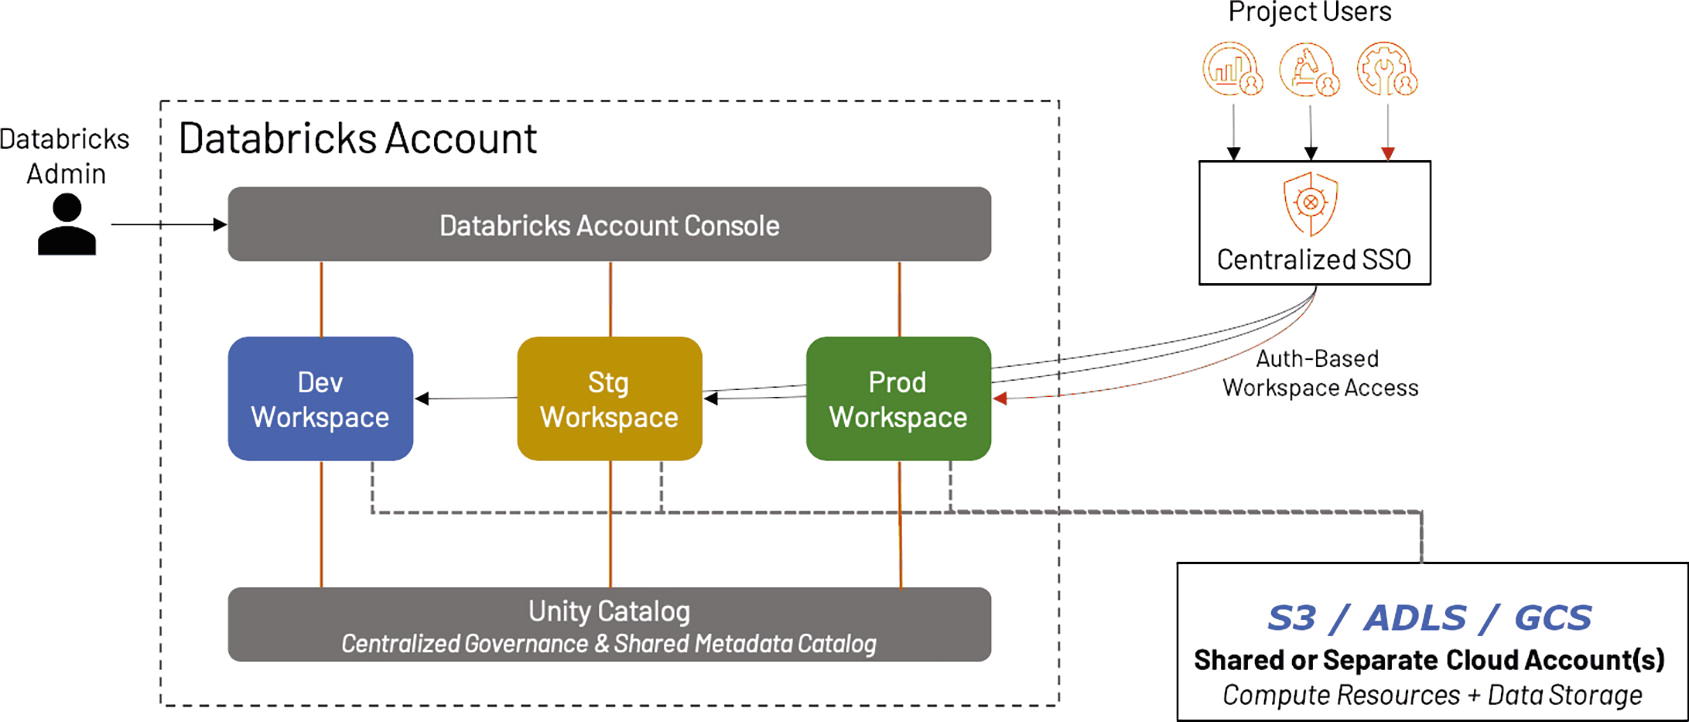 Project Users
Databricks
Admin
Databricks Account
Databricks Account Console
Centralized SSO
Auth-Based
Workspace Access
Dev
Workspace
Stg
Workspace
Prod
Workspace
Unity Catalog
Centralized Governance & Shared Metadata Catalog
S3 / ADLS / GCS
Shared or Separate Cloud Account(s)
Compute Resources + Data Storage